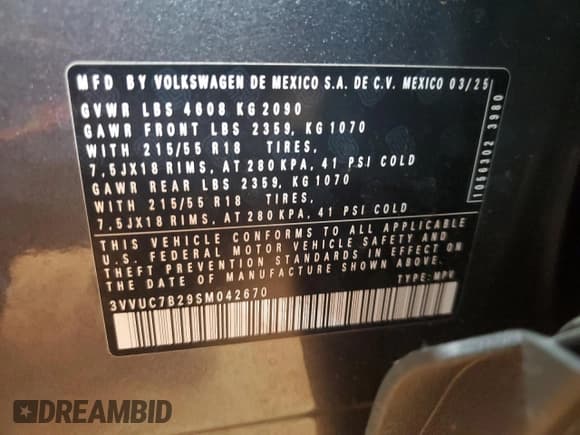 MFD BY VOLKSWAGEN DE MEXICO S.A. DE C.V. MEXICO 03/25
GVWR LBS 4608 KG 2090
GAWR FRONT LBS 2359, KG 1070
WITH 215/55 R18 TIRES,
7,5JX18 RIMS, AT 280 KPA, 41 PSI COLD
GAWR REAR LBS 2359, KG 1070
WITH 215/55 R18 TIRES,
7,5JX18 RIMS, AT 280 KPA, 41 PSI COLD
THIS VEHICLE CONFORMS TO ALL APPLICABLE
U.S. FEDERAL MOTOR VEHICLE SAFETY AND
THEFT PREVENTION STANDARDS IN EFFECT ON
THE DATE OF MANUFACTURE SHOWN ABOVE.
3VVUC7B29SM042670 TYPE: MPV
1056302 3980
DREAMBID